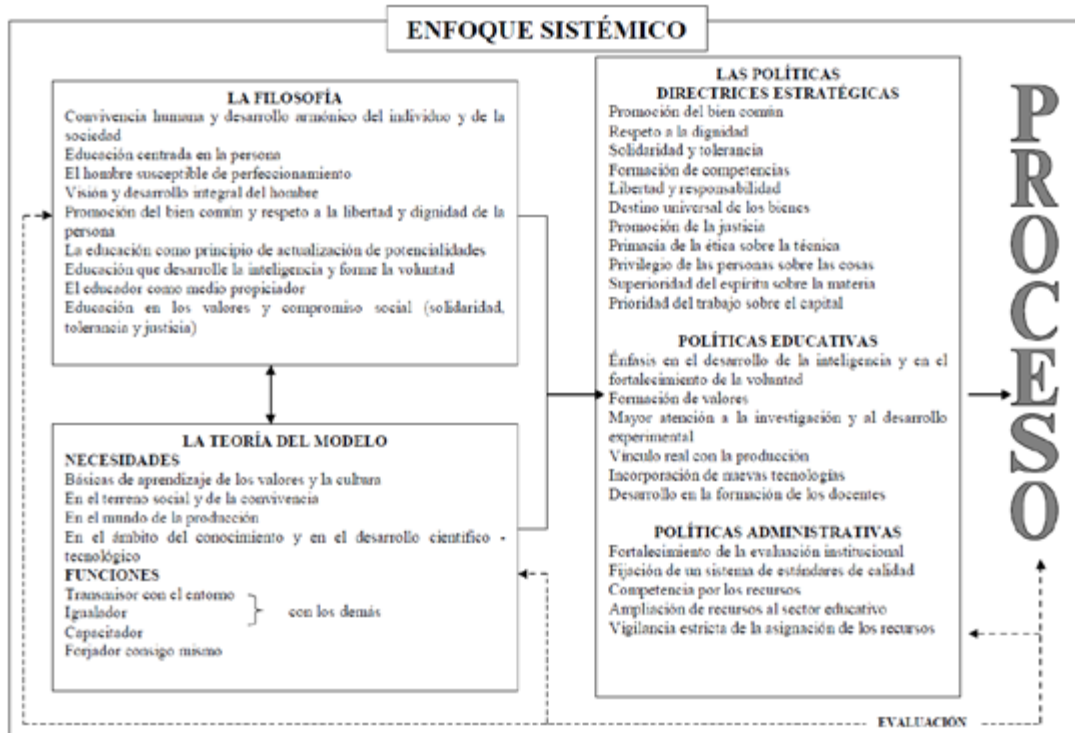 ENFOQUE SISTÉMICO
LA FILOSOFÍA
Convivencia humana y desarrollo armónico del individuo y de la
sociedad
Educación centrada en la persona
El hombre susceptible de perfeccionamiento
Visión y desarrollo integral del hombre
Promoción del bien común y respeto a la libertad y dignidad de la
persona
La educación como principio de actualización de potencialidades
Educación que desarrolle la inteligencia y forme la voluntad
El educador como medio propiciador
Educación en los valores y compromiso social (solidaridad,
tolerancia y justicia)
LA TEORÍA DEL MODELO
NECESIDADES
Básicas de aprendizaje de los valores y la cultura
En el terreno social y de la convivencia
En el mundo de la producción
En el ámbito del conocimiento y en el desarrollo científico -
tecnológico
FUNCIONES
Transmisor con el entorno
Igualador
con los demás
Capacitador
Forjador consigo mismo
LAS POLÍTICAS
DIRECTRICES ESTRATÉGICAS
Promoción del bien común
Respeto a la dignidad
Solidaridad y tolerancia
Formación de competencias
Libertad y responsabilidad
Destino universal de los bienes
Promoción de la justicia
Primacía de la ética sobre la técnica
Privilegio de las personas sobre las cosas
Superioridad del espíritu sobre la materia
Prioridad del trabajo sobre el capital
POLÍTICAS EDUCATIVAS
Énfasis en el desarrollo de la inteligencia y en el
fortalecimiento de la voluntad
Formación de valores
Mayor atención a la investigación y al desarrollo
experimental
Vínculo real con la producción
Incorporación de nuevas tecnologías
Desarrollo en la formación de los docentes
POLÍTICAS ADMINISTRATIVAS
Fortalecimiento de la evaluación institucional
Fijación de un sistema de estándares de calidad
Competencia por los recursos
Ampliación de recursos al sector educativo
Vigilancia estricta de la asignación de los recursos
PROCESO
EVALUACIÓN